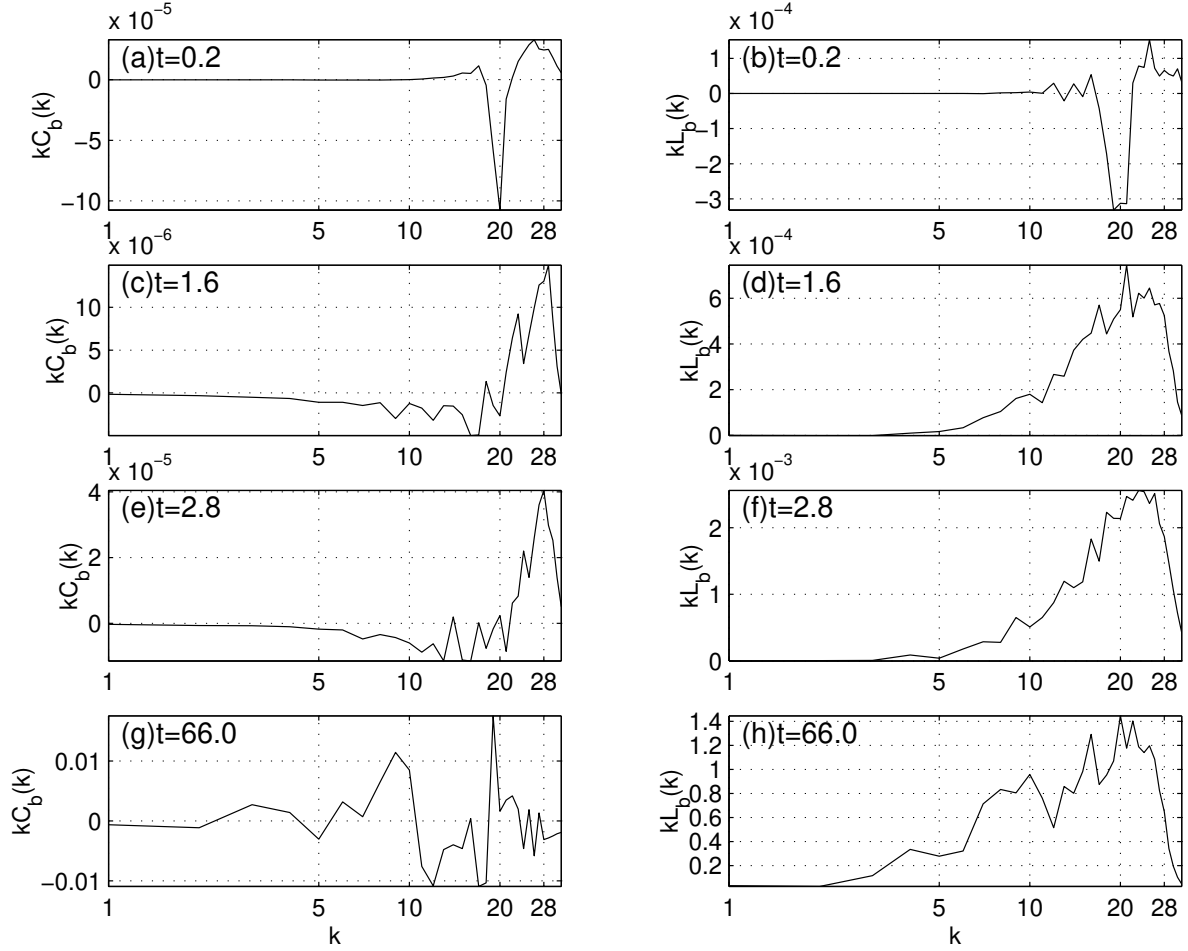 x 10^-5
(a)t=0.2
kC_b(k)
0
−5
−10
1 5 10 20 28
x 10^-4
(b)t=0.2
kL_b(k)
1
0
−1
−2
−3
1 5 10 20 28
x 10^-6
(c)t=1.6
kC_b(k)
10
5
0
1 5 10 20 28
x 10^-4
(d)t=1.6
kL_b(k)
6
4
2
0
1 5 10 20 28
x 10^-5
(e)t=2.8
kC_b(k)
4
2
0
1 5 10 20 28
x 10^-3
(f)t=2.8
kL_b(k)
2
1
0
1 5 10 20 28
(g)t=66.0
kC_b(k)
0.01
0
−0.01
1 5 10 20 28
k
(h)t=66.0
kL_b(k)
1.4
1.2
1
0.8
0.6
0.4
0.2
1 5 10 20 28
k